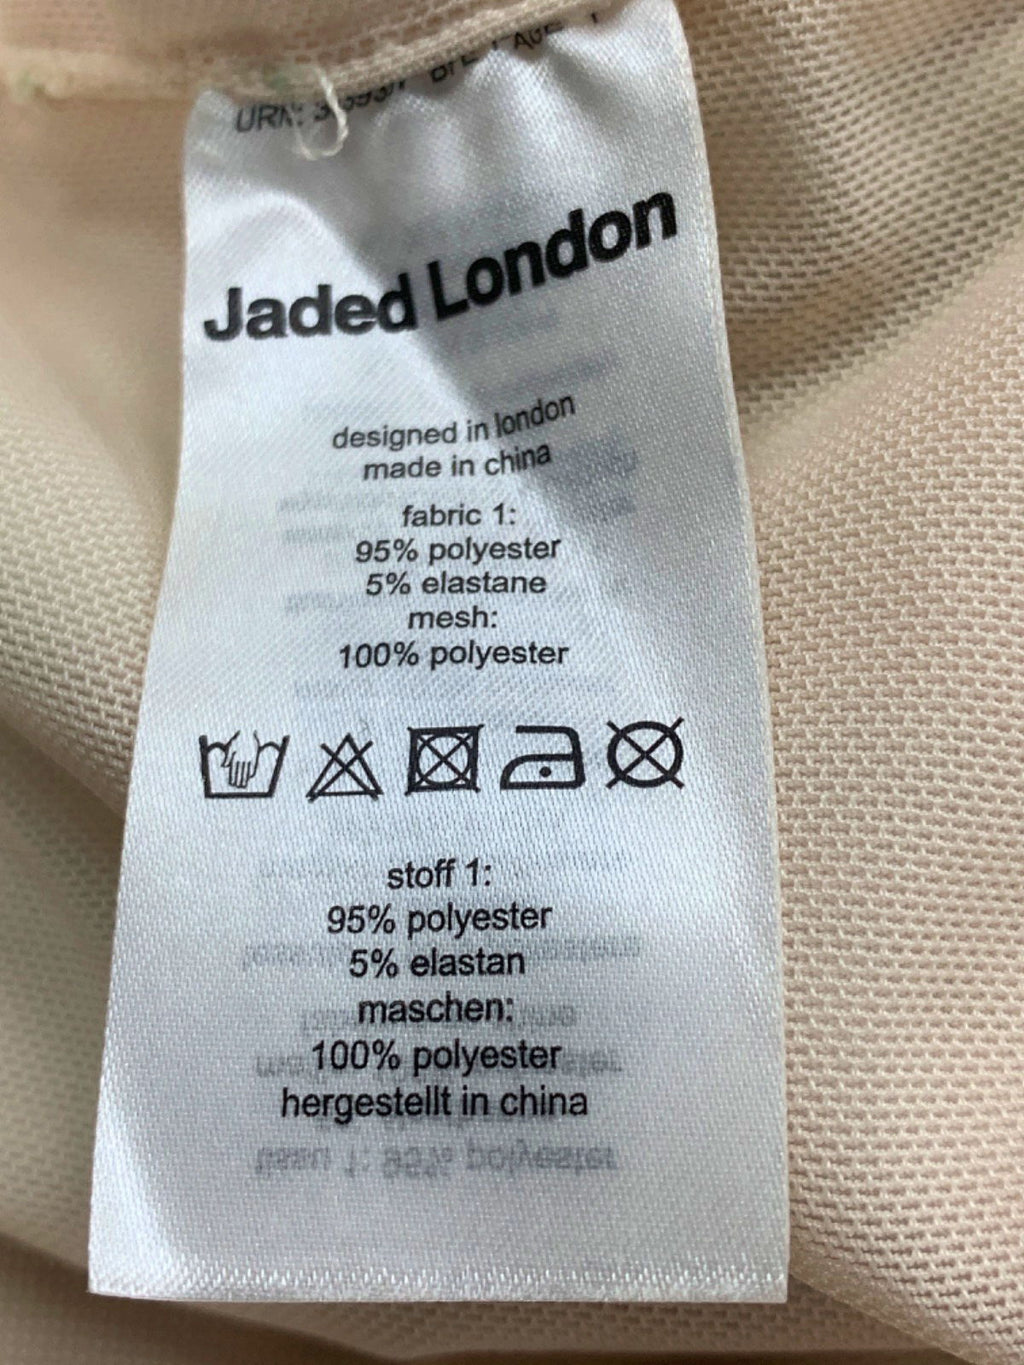 URN:
Jaded London
designed in london
made in china
fabric 1:
95% polyester
5% elastane
mesh:
100% polyester
stoff 1:
95% polyester
5% elastan
maschen:
100% polyester
hergestellt in china